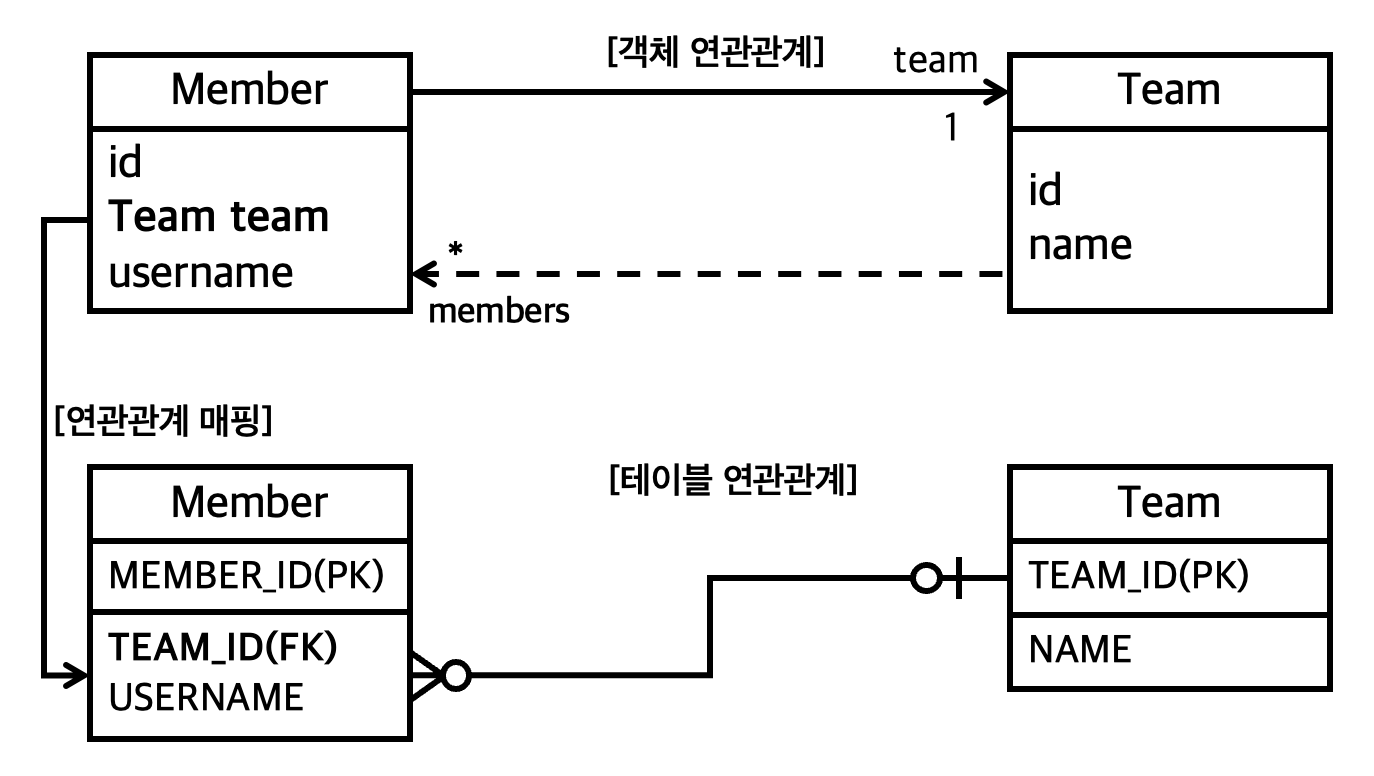 [객체 연관관계]
Member
team
1
Team
id
Team team
username
id
name
*
members
[연관관계 매핑]
[테이블 연관관계]
Member
MEMBER_ID(PK)
TEAM_ID(FK)
USERNAME
Team
TEAM_ID(PK)
NAME